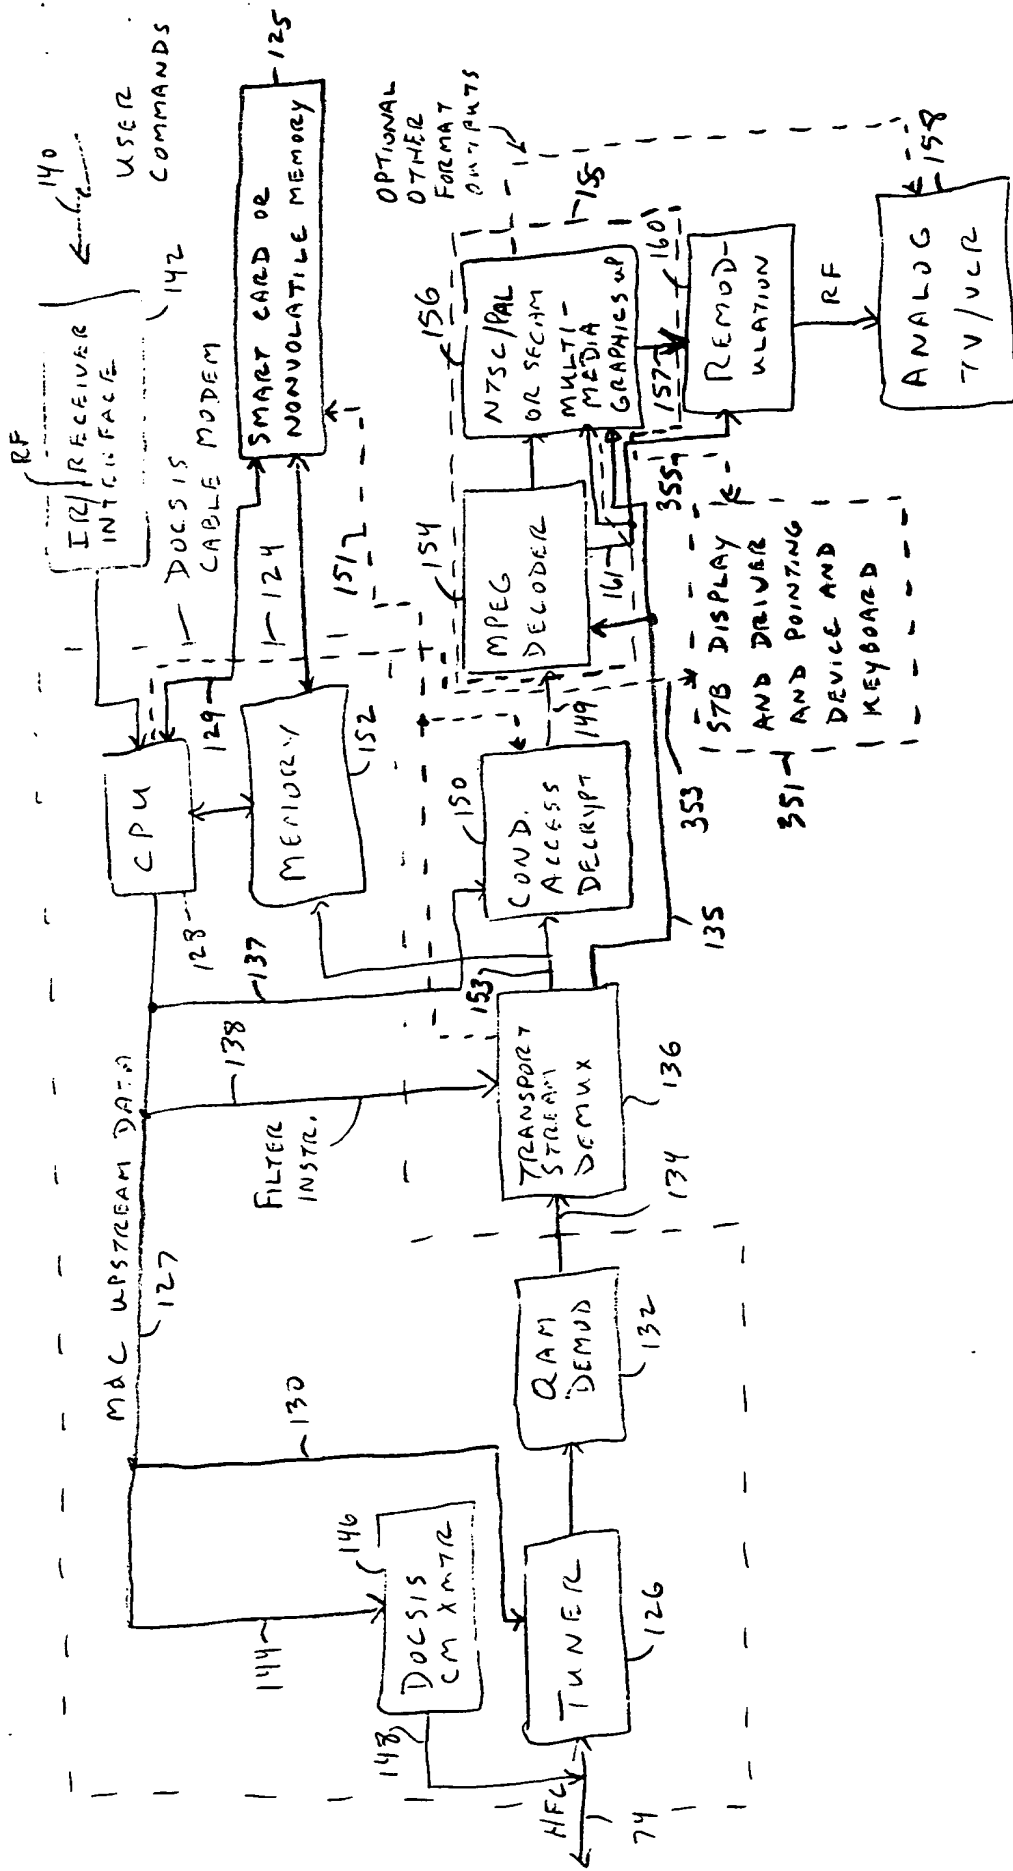 140
USER
COMMANDS
RF
IR/RECEIVER
INTERFACE
142
DOCSIS
CABLE MODEM
SMART CARD OR
NONVOLATILE MEMORY
125
124
129
151
CPU
128
MEMORY
152
MAC UPSTREAM DATA
127
137
138
FILTER
INSTR.
130
144
DOCSIS
CM XMTR
146
148
HFC
74
TUNER
126
QAM
DEMOD
132
134
TRANSPORT
STREAM
DEMUX
136
153
135
COND.
ACCESS
DECRYPT
150
149
MPEG
DECODER
154
161
NTSC/PAL
OR SECAM
MULTI-
MEDIA
GRAPHICS uP
156
155
OPTIONAL
OTHER
FORMAT
OUTPUTS
157
160
REMOD-
ULATION
RF
ANALOG
TV/VCR
158
355
353
351
STB DISPLAY
AND DRIVER
AND POINTING
DEVICE AND
KEYBOARD